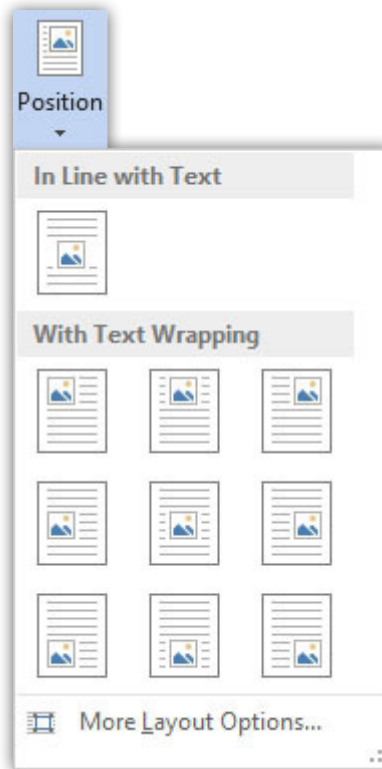 Position
In Line with Text
With Text Wrapping
More Layout Options...